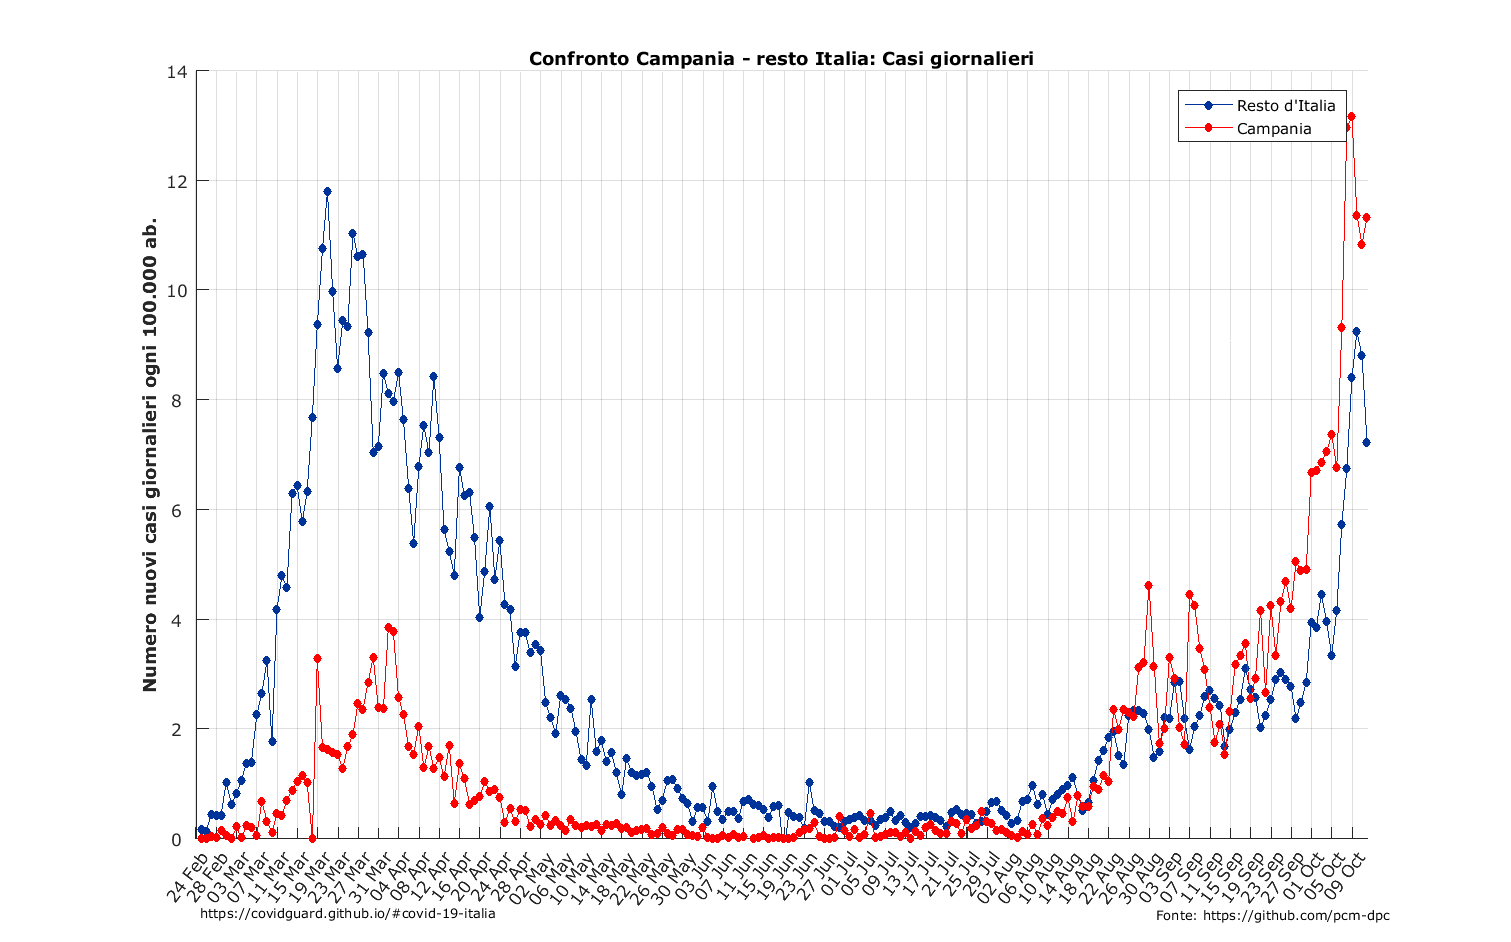 Confronto Campania - resto Italia: Casi giornalieri
14
12
10
8
6
4
2
0
Numero nuovi casi giornalieri ogni 100.000 ab.
Resto d'Italia
Campania
24 Feb
28 Feb
03 Mar
07 Mar
11 Mar
15 Mar
19 Mar
23 Mar
27 Mar
31 Mar
04 Apr
08 Apr
12 Apr
16 Apr
20 Apr
24 Apr
28 Apr
02 May
06 May
10 May
14 May
18 May
22 May
26 May
30 May
03 Jun
07 Jun
11 Jun
15 Jun
19 Jun
23 Jun
27 Jun
01 Jul
05 Jul
09 Jul
13 Jul
17 Jul
21 Jul
25 Jul
29 Jul
02 Aug
06 Aug
10 Aug
14 Aug
18 Aug
22 Aug
26 Aug
30 Aug
03 Sep
07 Sep
11 Sep
15 Sep
19 Sep
23 Sep
27 Sep
01 Oct
05 Oct
09 Oct
https://covidguard.github.io/#covid-19-italia
Fonte: https://github.com/pcm-dpc